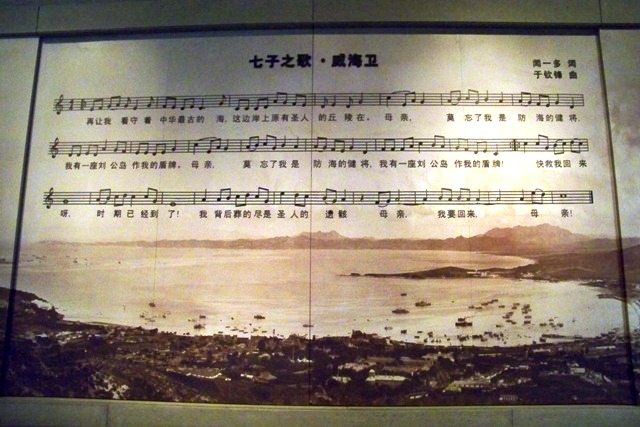 七子之歌·威海卫
闻一多 词
于钦锋 曲
再让我 看守着 中华最古的 海, 这边岸上原有圣人 的丘 陵在。 母亲, 莫 忘了我是 防 海的健将,
我有一座刘 公岛 作我的盾牌。 母亲, 莫 忘了我是 防海的健将, 我有一座刘 公岛 作我的盾牌! 快救我回 来
呀, 时期已经到了! 我 背后葬的尽是 圣人的 遗骸 母亲, 我要回来, 母 亲!